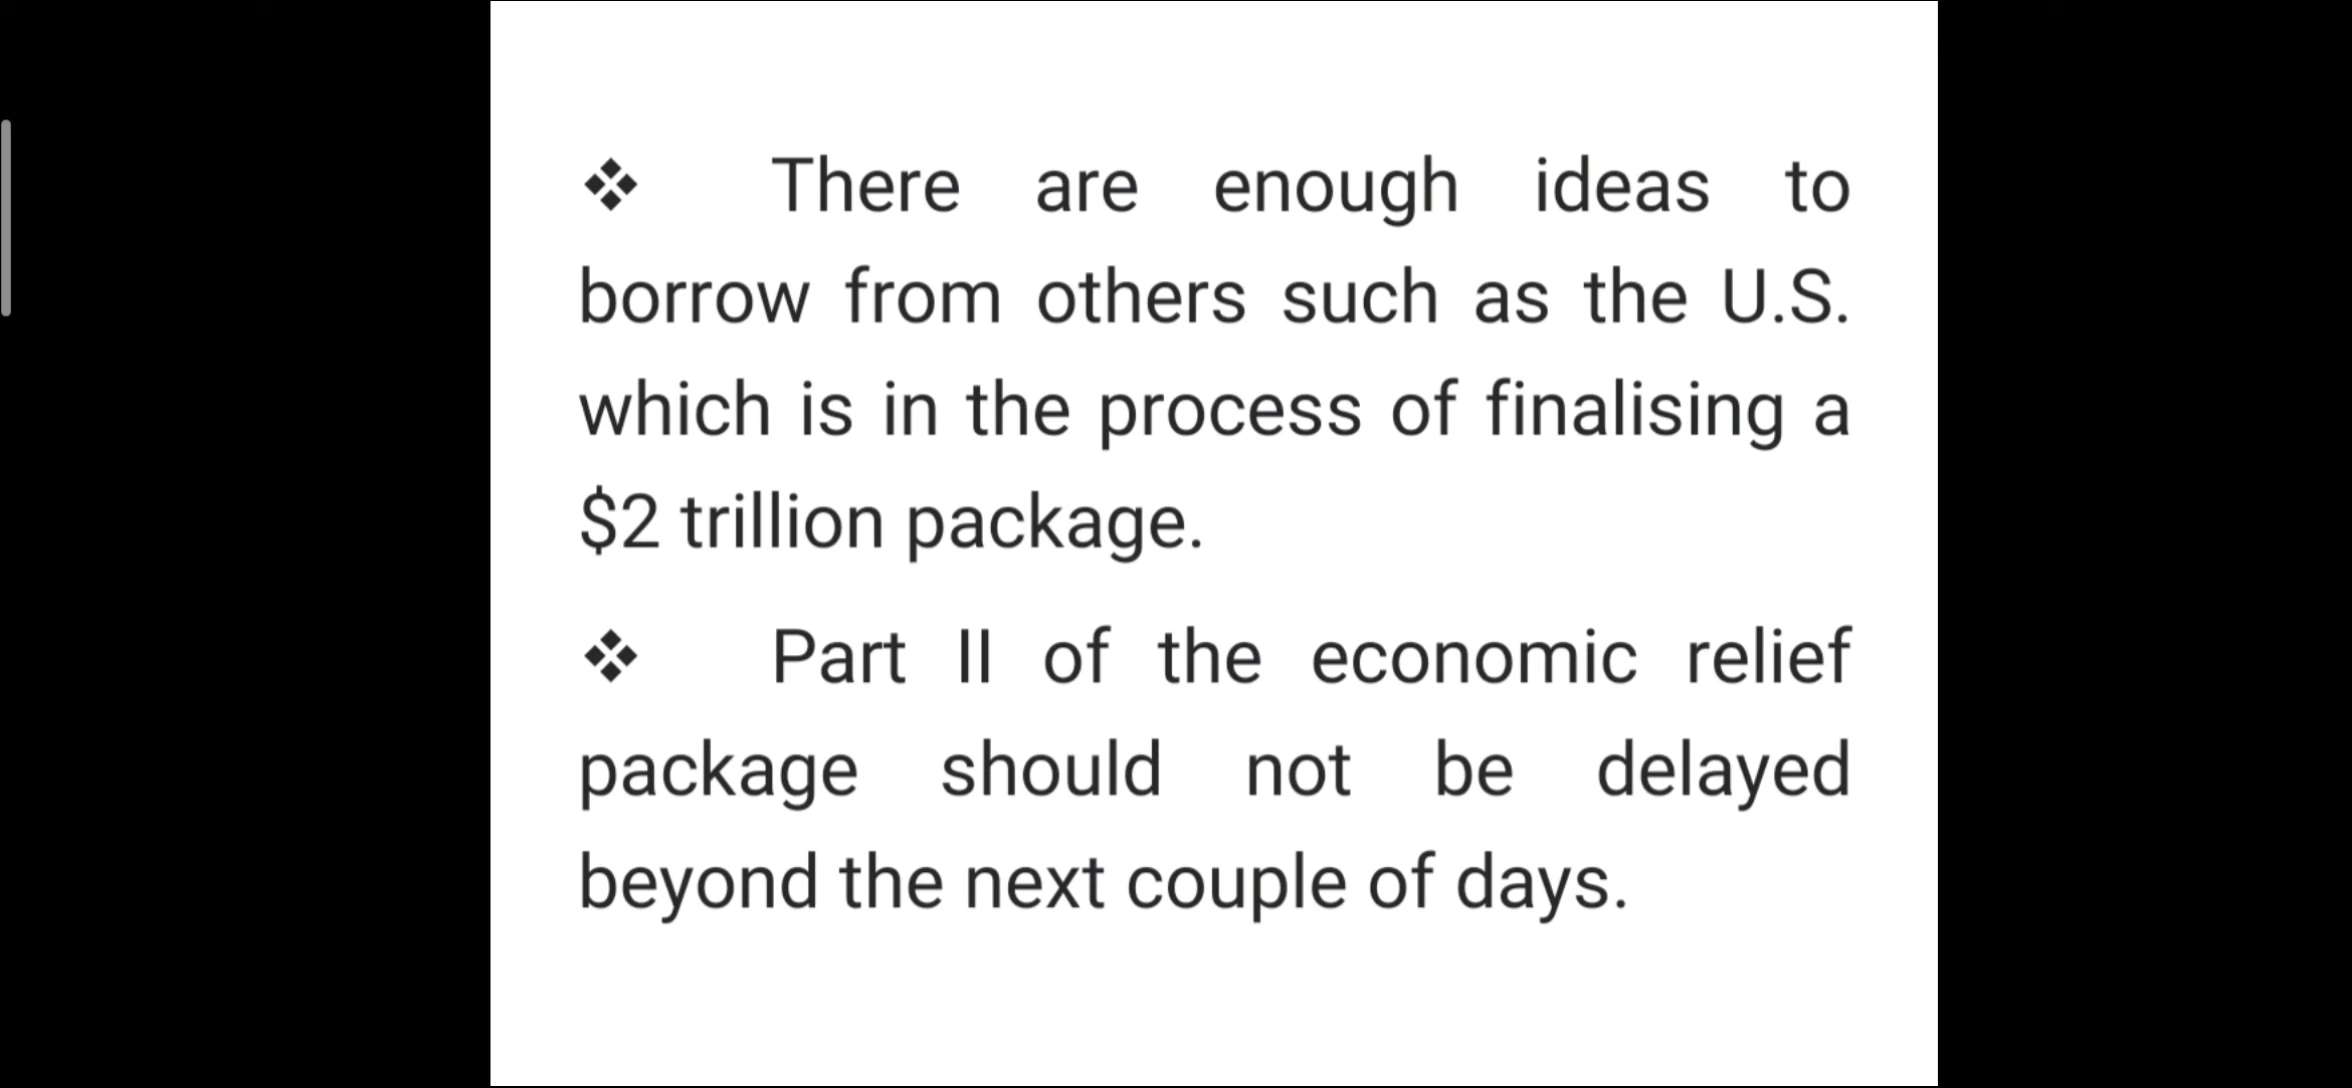 ❖ There are enough ideas to
borrow from others such as the U.S.
which is in the process of finalising a
$2 trillion package.
❖ Part II of the economic relief
package should not be delayed
beyond the next couple of days.